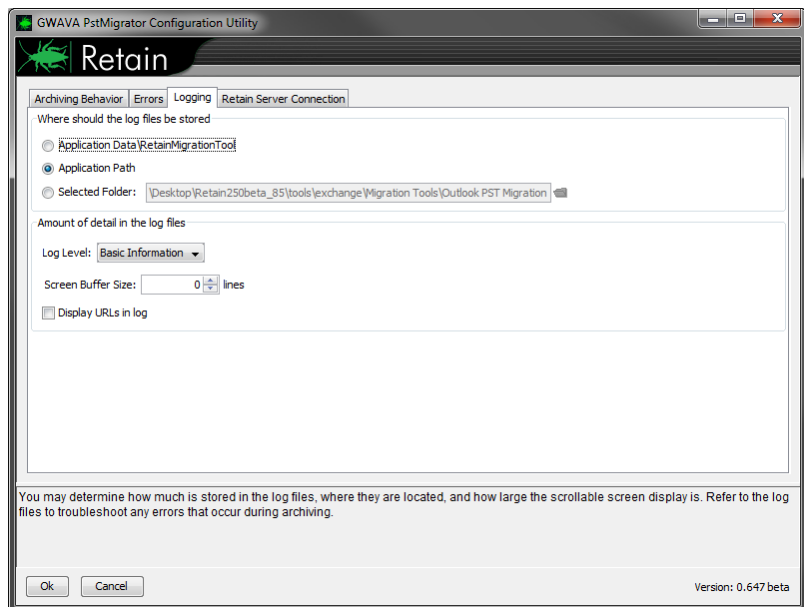 GWAVA PstMigrator Configuration Utility
Retain
Archiving Behavior Errors Logging Retain Server Connection
Where should the log files be stored
Application Data\RetainMigrationTool
Application Path
Selected Folder: \Desktop\Retain250beta_85\tools\exchange\Migration Tools\Outlook PST Migration
Amount of detail in the log files
Log Level: Basic Information
Screen Buffer Size: 0 lines
Display URLs in log
You may determine how much is stored in the log files, where they are located, and how large the scrollable screen display is. Refer to the log
files to troubleshoot any errors that occur during archiving.
Ok Cancel Version: 0.647 beta